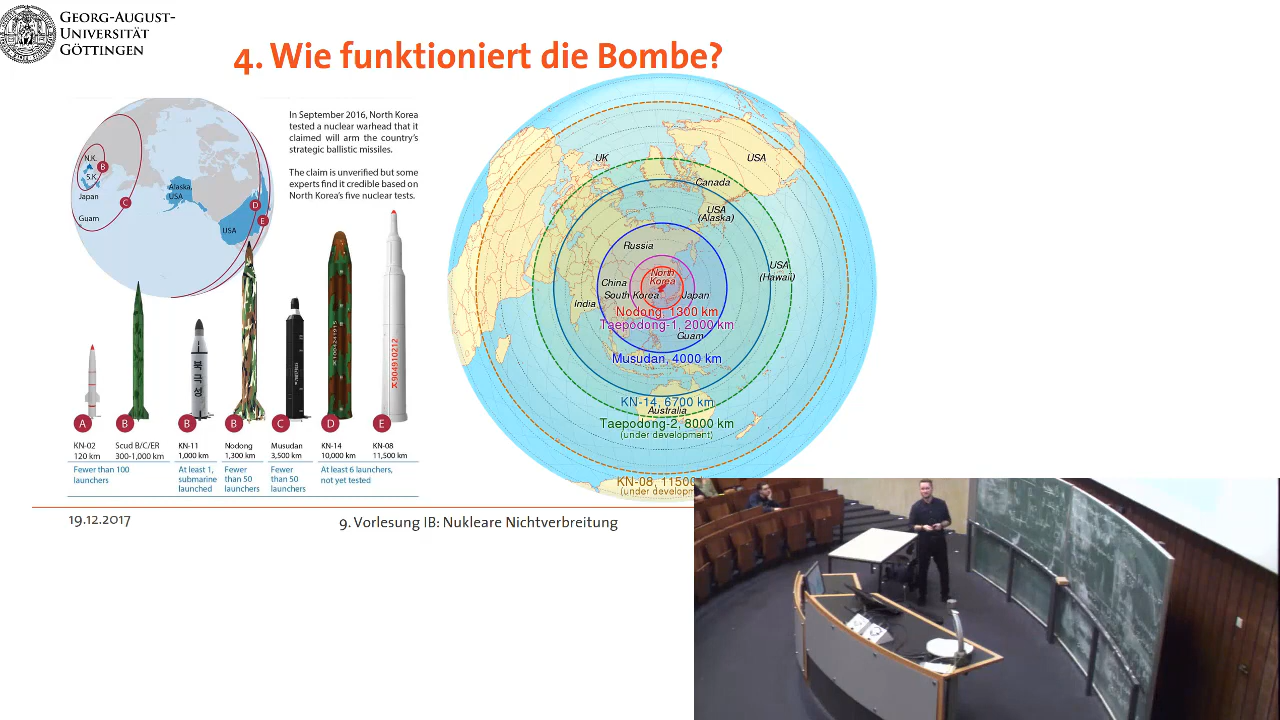 GEORG-AUGUST-
UNIVERSITÄT
GÖTTINGEN
4. Wie funktioniert die Bombe?
In September 2016, North Korea
tested a nuclear warhead that it
claimed will arm the country's
strategic ballistic missiles.
The claim is unverified but some
experts find it credible based on
North Korea's five nuclear tests.
N.K.
B
S.K
Japan
C
Guam
Alaska,
USA
D
E
USA
X904910212
A
B
B
B
C
D
E
KN-02
120 km
Scud B/C/ER
300-1,000 km
KN-11
1,000 km
Nodong
1,300 km
Musudan
3,500 km
KN-14
10,000 km
KN-08
11,500 km
Fewer than 100
launchers
At least 1,
submarine
launched
Fewer
than 50
launchers
Fewer
than 50
launchers
At least 6 launchers,
not yet tested
UK
USA
Canada
USA
(Alaska)
Russia
USA
(Hawaii)
North
Korea
China
South Korea
Japan
India
Nodong, 1300 km
Taepodong-1, 2000 km
Guam
Musudan, 4000 km
KN-14, 6700 km
Australia
Taepodong-2, 8000 km
(under development)
KN-08, 11500
(under developm
19.12.2017
9. Vorlesung IB: Nukleare Nichtverbreitung